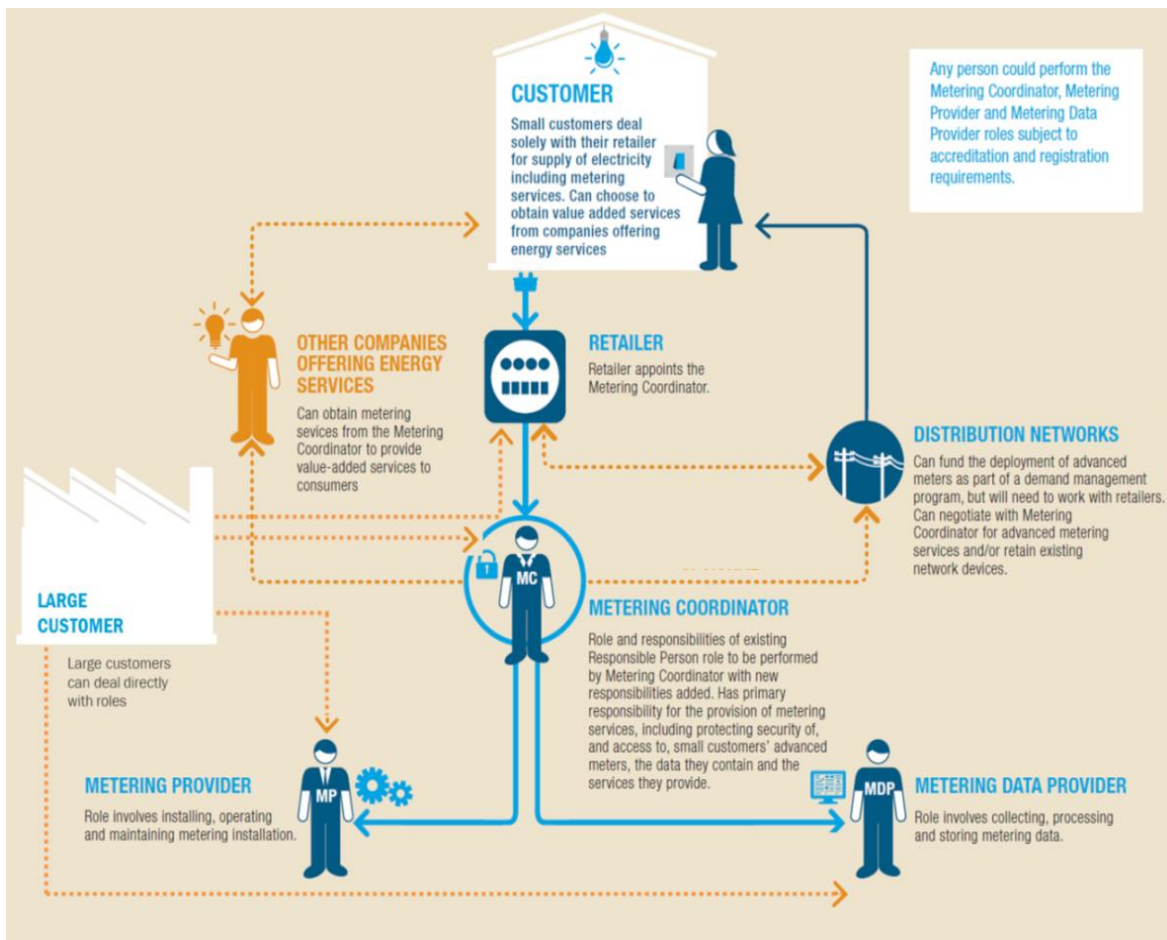 CUSTOMER
Small customers deal
solely with their retailer
for supply of electricity
including metering
services. Can choose to
obtain value added services
from companies offering
energy services
Any person could perform the
Metering Coordinator, Metering
Provider and Metering Data
Provider roles subject to
accreditation and registration
requirements.
OTHER COMPANIES
OFFERING ENERGY
SERVICES
Can obtain metering
sevices from the Metering
Coordinator to provide
value-added services to
consumers
RETAILER
Retailer appoints the
Metering Coordinator.
DISTRIBUTION NETWORKS
Can fund the deployment of advanced
meters as part of a demand management
program, but will need to work with retailers.
Can negotiate with Metering
Coordinator for advanced metering
services and/or retain existing
network devices.
LARGE
CUSTOMER
Large customers
can deal directly
with roles
MC
METERING COORDINATOR
Role and responsibilities of existing
Responsible Person role to be performed
by Metering Coordinator with new
responsibilities added. Has primary
responsibility for the provision of metering
services, including protecting security of,
and access to, small customers' advanced
meters, the data they contain and the
services they provide.
METERING PROVIDER
Role involves installing, operating
and maintaining metering installation.
MP
MDP
METERING DATA PROVIDER
Role involves collecting, processing
and storing metering data.